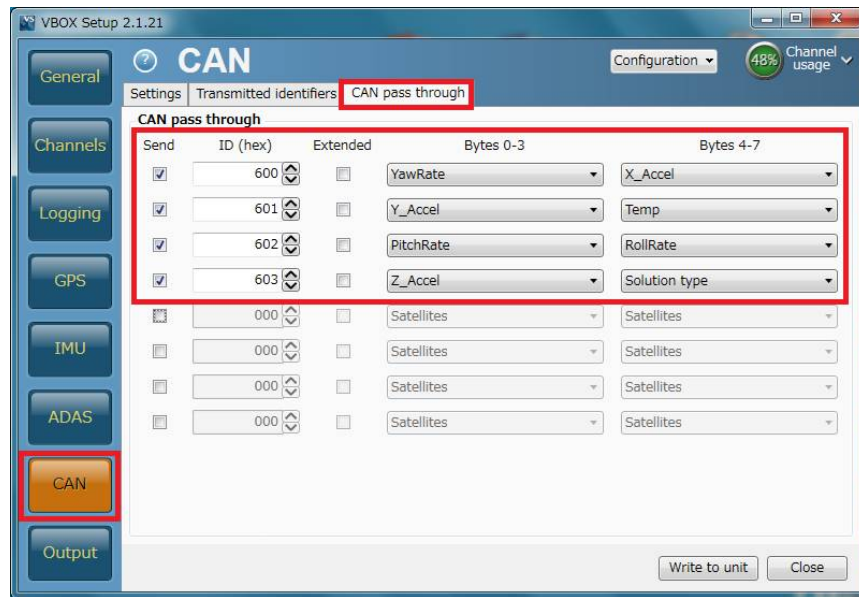 VBOX Setup 2.1.21
General
Channels
Logging
GPS
IMU
ADAS
CAN
Output
? CAN
Configuration
48% Channel usage
Settings Transmitted identifiers CAN pass through
CAN pass through
Send ID (hex) Extended Bytes 0-3 Bytes 4-7
600 YawRate X_Accel
601 Y_Accel Temp
602 PitchRate RollRate
603 Z_Accel Solution type
000 Satellites Satellites
000 Satellites Satellites
000 Satellites Satellites
000 Satellites Satellites
Write to unit Close